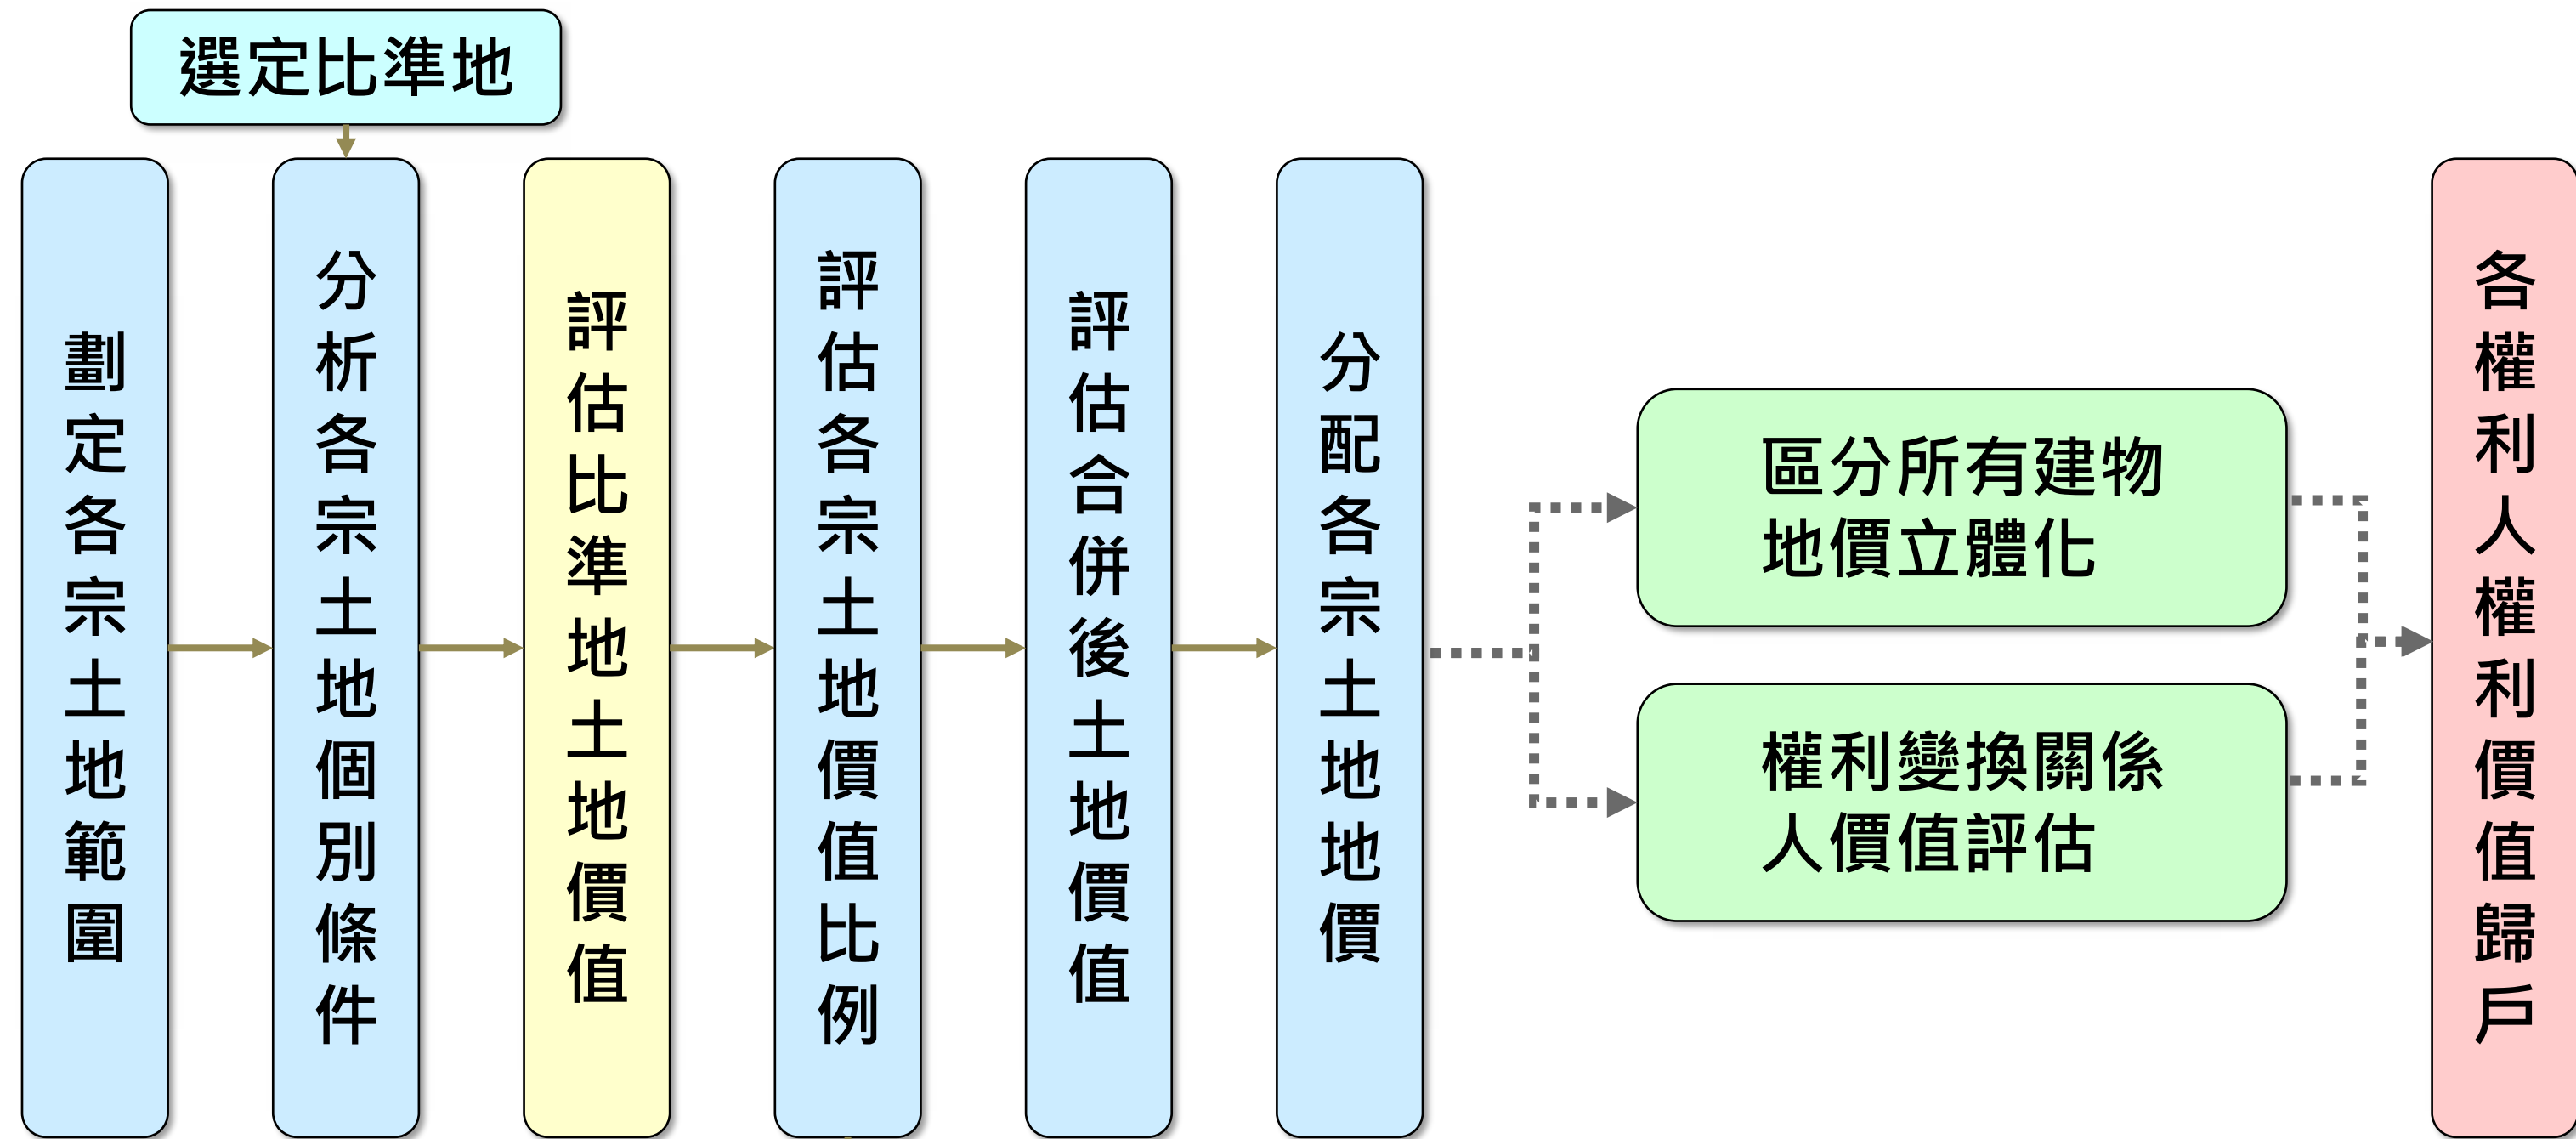 選定比準地
劃定各宗土地範圍
分析各宗土地個別條件
評估比準地土地價值
評估各宗土地價值比例
評估合併後土地價值
分配各宗土地地價
區分所有建物
地價立體化
權利變換關係
人價值評估
各權利人權利價值歸戶